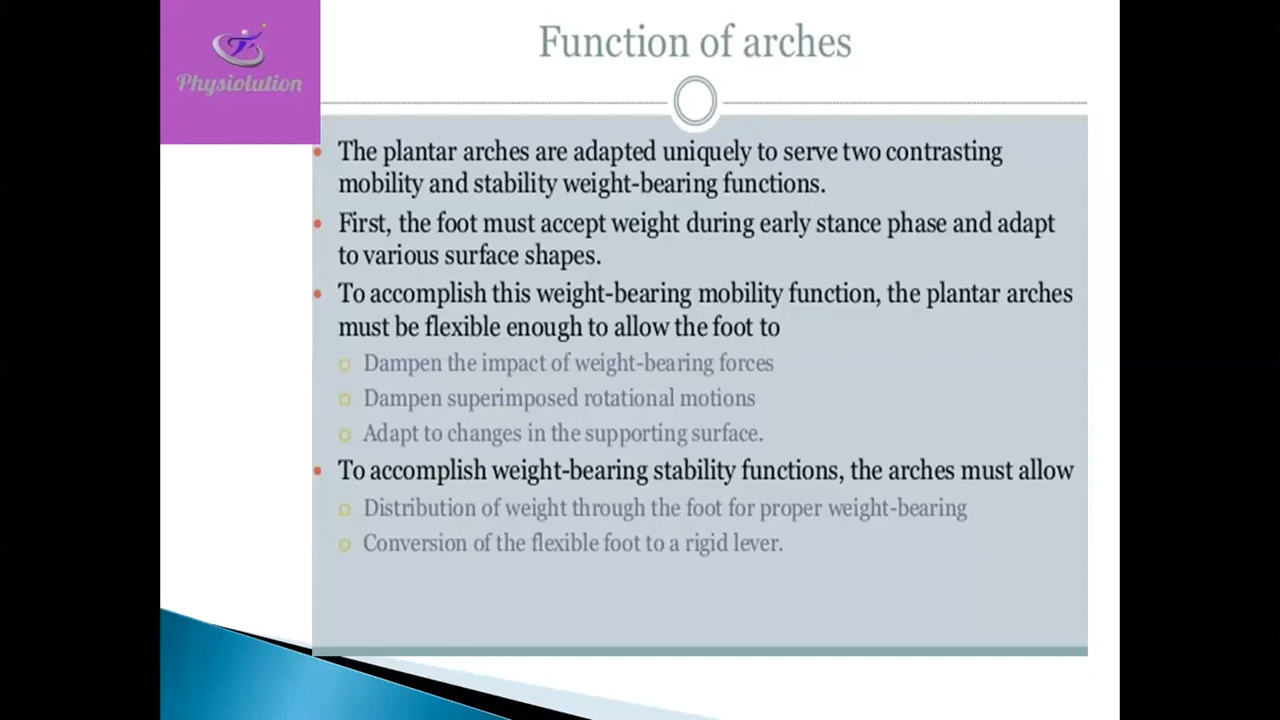 Physiolution
Function of arches
The plantar arches are adapted uniquely to serve two contrasting
mobility and stability weight-bearing functions.
First, the foot must accept weight during early stance phase and adapt
to various surface shapes.
To accomplish this weight-bearing mobility function, the plantar arches
must be flexible enough to allow the foot to
Dampen the impact of weight-bearing forces
Dampen superimposed rotational motions
Adapt to changes in the supporting surface.
To accomplish weight-bearing stability functions, the arches must allow
Distribution of weight through the foot for proper weight-bearing
Conversion of the flexible foot to a rigid lever.